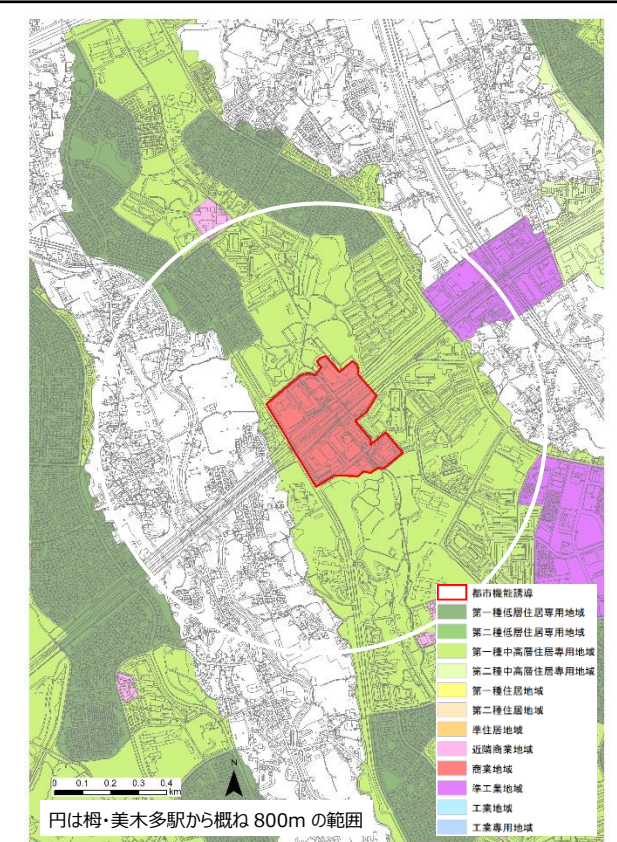 都市機能誘導
第一種低層住居専用地域
第二種低層住居専用地域
第一種中高層住居専用地域
第二種中高層住居専用地域
第一種住居地域
第二種住居地域
準住居地域
近隣商業地域
商業地域
準工業地域
工業地域
工業専用地域
N
0 0.1 0.2 0.3 0.4
km
円は栂・美木多駅から概ね 800m の範囲